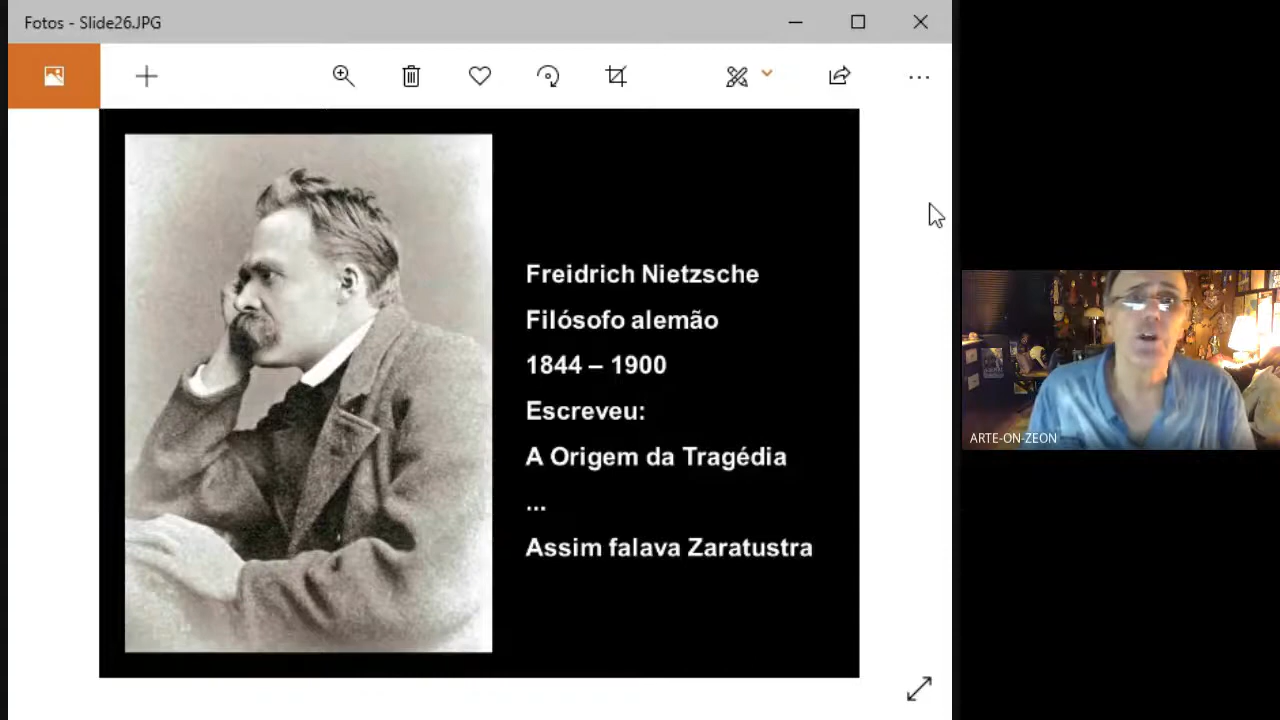 Fotos - Slide26.JPG
Freidrich Nietzsche
Filósofo alemão
1844 – 1900
Escreveu:
A Origem da Tragédia
...
Assim falava Zaratustra
ARTE-ON-ZEON